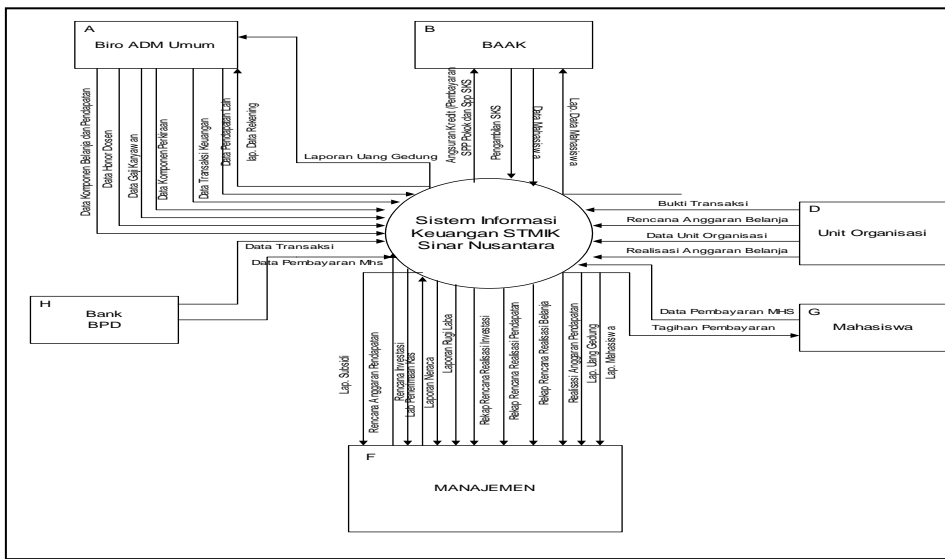 A
Biro ADM Umum
B
BAAK
Data Komponen Belanja dan Pendapatan
Data Honor Dosen
Data Gaji Karyawan
Data Komponen Perkiraan
Data Transaksi Keuangan
Data Pendapatan Lain
lap. Data Rekening
Laporan Uang Gedung
Angsuran Kredit (Pembayaran
SPP Pokok dan Spp SKS
Pengambilan SKS
Data Mahasiswa
Lap. Data Mahasiswa
Sistem Informasi
Keuangan STMIK
Sinar Nusantara
Bukti Transaksi
Rencana Anggaran Belanja
Data Unit Organisasi
Realisasi Anggaran Belanja
D
Unit Organisasi
Data Transaksi
Data Pembayaran Mhs
H
Bank
BPD
Data Pembayaran MHS
Tagihan Pembayaran
G
Mahasiswa
Lap. Subsidi
Rencana Anggaran Pendapatan
Rencana Investasi
Lab Penerimaan Kas
Laporan Neraca
Laporan Rugi Laba
Rekap Rencana Realisasi Investasi
Rekap Rencana Realisasi Pendapatan
Rekap Rencana Realisasi Belanja
Realisasi Anggaran Pendapatan
Lap. Uang Gedung
Lap. Mahasiswa
F
MANAJEMEN